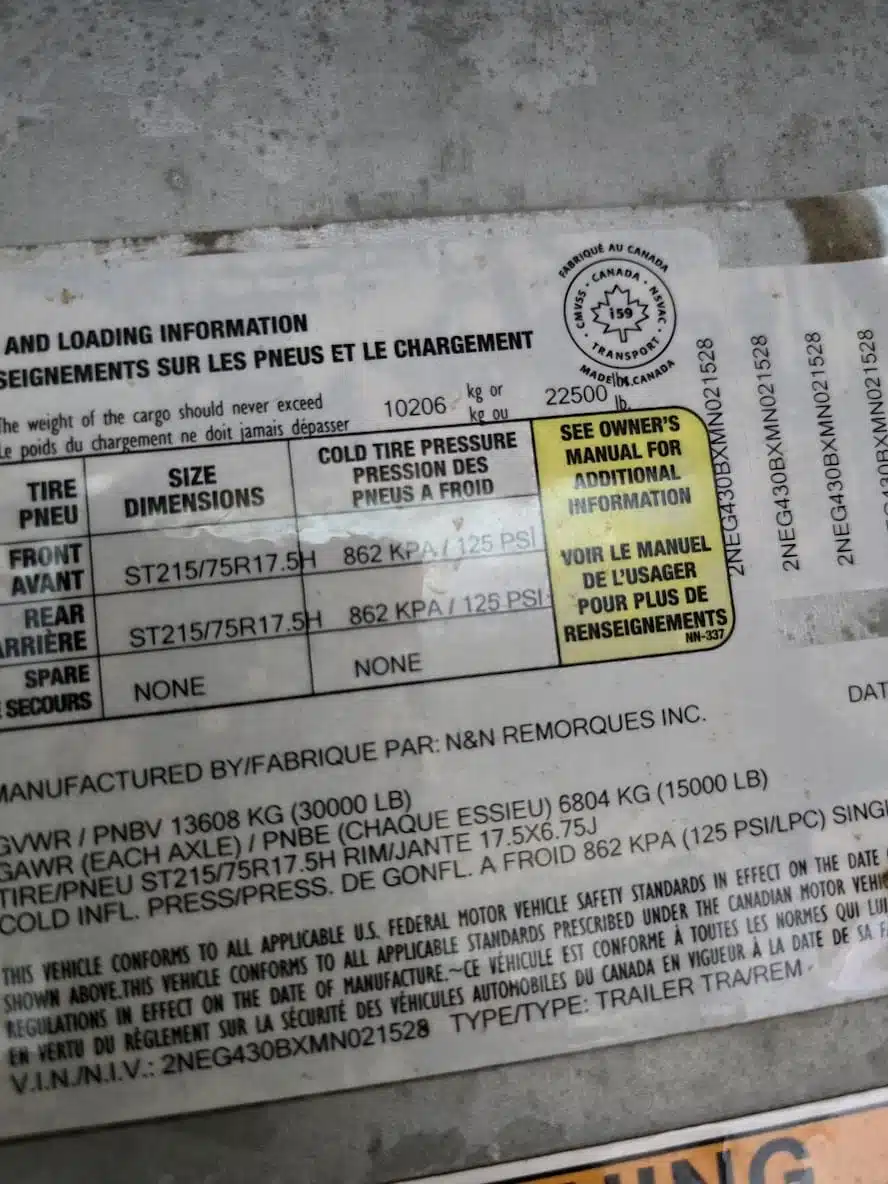 AND LOADING INFORMATION
SEIGNEMENTS SUR LES PNEUS ET LE CHARGEMENT
FABRIQUÉ AU CANADA
CANADA
CMVSS · NSVAC
159
TRANSPORT
MADE IN CANADA
The weight of the cargo should never exceed 10206 kg or 22500 lbs.
Le poids du chargement ne doit jamais dépasser kg ou lb.
TIRE
PNEU
SIZE
DIMENSIONS
COLD TIRE PRESSURE
PRESSION DES
PNEUS A FROID
FRONT
AVANT
ST215/75R17.5H
862 KPA / 125 PSI
REAR
ARRIÈRE
ST215/75R17.5H
862 KPA / 125 PSI
SPARE
SECOURS
NONE
NONE
SEE OWNER'S
MANUAL FOR
ADDITIONAL
INFORMATION
VOIR LE MANUEL
DE L'USAGER
POUR PLUS DE
RENSEIGNEMENTS
NN-337
2NEG430BXMN021528
2NEG430BXMN021528
2NEG430BXMN021528
MANUFACTURED BY/FABRIQUE PAR: N&N REMORQUES INC.
DAT
GVWR / PNBV 13608 KG (30000 LB)
GAWR (EACH AXLE) / PNBE (CHAQUE ESSIEU) 6804 KG (15000 LB)
TIRE/PNEU ST215/75R17.5H RIM/JANTE 17.5X6.75J
COLD INFL. PRESS/PRESS. DE GONFL. A FROID 862 KPA (125 PSI/LPC) SINGL
THIS VEHICLE CONFORMS TO ALL APPLICABLE U.S. FEDERAL MOTOR VEHICLE SAFETY STANDARDS IN EFFECT ON THE DATE
SHOWN ABOVE.THIS VEHICLE CONFORMS TO ALL APPLICABLE STANDARDS PRESCRIBED UNDER THE CANADIAN MOTOR VEHIC
REGULATIONS IN EFFECT ON THE DATE OF MANUFACTURE.~CE VÉHICULE EST CONFORME À TOUTES LES NORMES QUI LUI
EN VERTU DU RÈGLEMENT SUR LA SÉCURITÉ DES VÉHICULES AUTOMOBILES DU CANADA EN VIGUEUR À LA DATE DE SA FA
V.I.N./N.I.V.: 2NEG430BXMN021528 TYPE/TYPE: TRAILER TRA/REM
NING